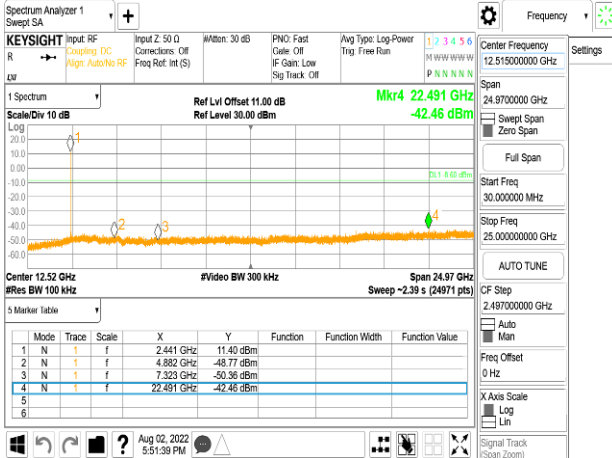 Spectrum Analyzer 1
Swept SA
+
Frequency
KEYSIGHT Input: RF Input Z: 50 Ω #Atten: 30 dB PNO: Fast Avg Type: Log-Power 1 2 3 4 5 6
R Coupling: DC Corrections: Off Gate: Off Trig: Free Run M W W W W W
Align: Auto/No RF Freq Ref: Int (S) IF Gain: Low
Sig Track: Off P N N N N N
LXI
1 Spectrum
Ref Lvl Offset 11.00 dB Mkr4 22.491 GHz
Scale/Div 10 dB Ref Level 30.00 dBm -42.46 dBm
Log
20.0 1
10.0
0.00
-10.0
-20.0
-30.0
-40.0 2 3 4
-50.0
-60.0
Center 12.52 GHz #Video BW 300 kHz Span 24.97 GHz
#Res BW 100 kHz Sweep ~2.39 s (24971 pts)
5 Marker Table
Mode Trace Scale X Y Function Function Width Function Value
1 N 1 f 2.441 GHz 11.40 dBm
2 N 1 f 4.882 GHz -48.77 dBm
3 N 1 f 7.323 GHz -50.36 dBm
4 N 1 f 22.491 GHz -42.46 dBm
5
6
?
Aug 02, 2022
5:51:39 PM
Settings
Center Frequency
12.515000000 GHz
Span
24.9700000 GHz
Swept Span
Zero Span
Full Span
Start Freq
30.000000 MHz
Stop Freq
25.000000000 GHz
AUTO TUNE
CF Step
2.497000000 GHz
Auto
Man
Freq Offset
0 Hz
X Axis Scale
Log
Lin
Signal Track
(Span Zoom)